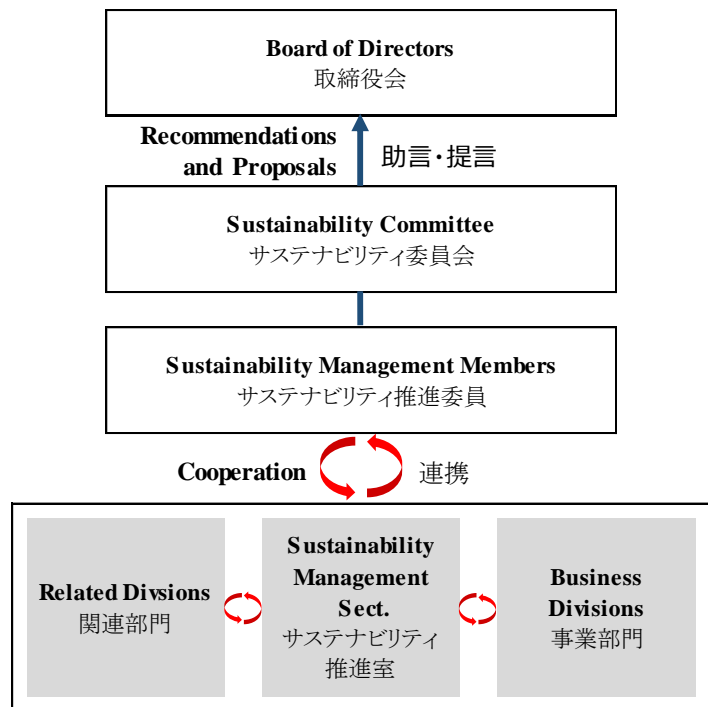 Board of Directors
取締役会
Recommendations
and Proposals
助言・提言
Sustainability Committee
サステナビリティ委員会
Sustainability Management Members
サステナビリティ推進委員
Cooperation
連携
Related Divsions
関連部門
Sustainability
Management
Sect.
サステナビリティ
推進室
Business
Divisions
事業部門